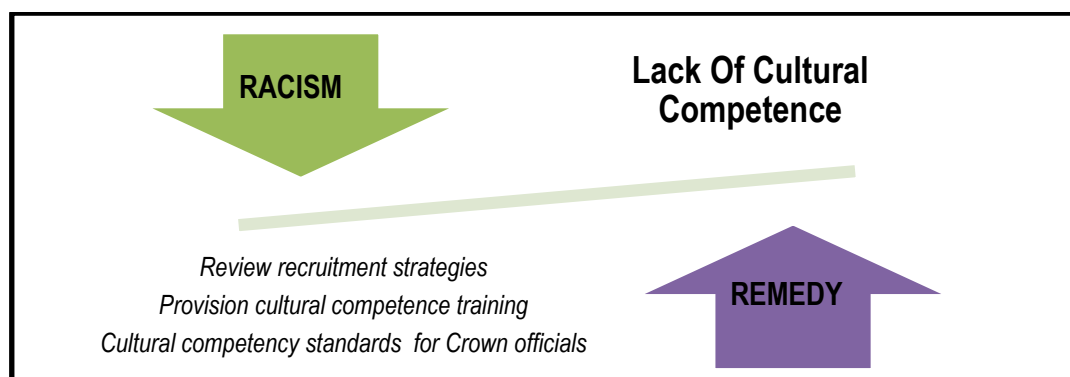 RACISM
Lack Of Cultural
Competence
Review recruitment strategies
Provision cultural competence training
Cultural competency standards  for Crown officials
REMEDY